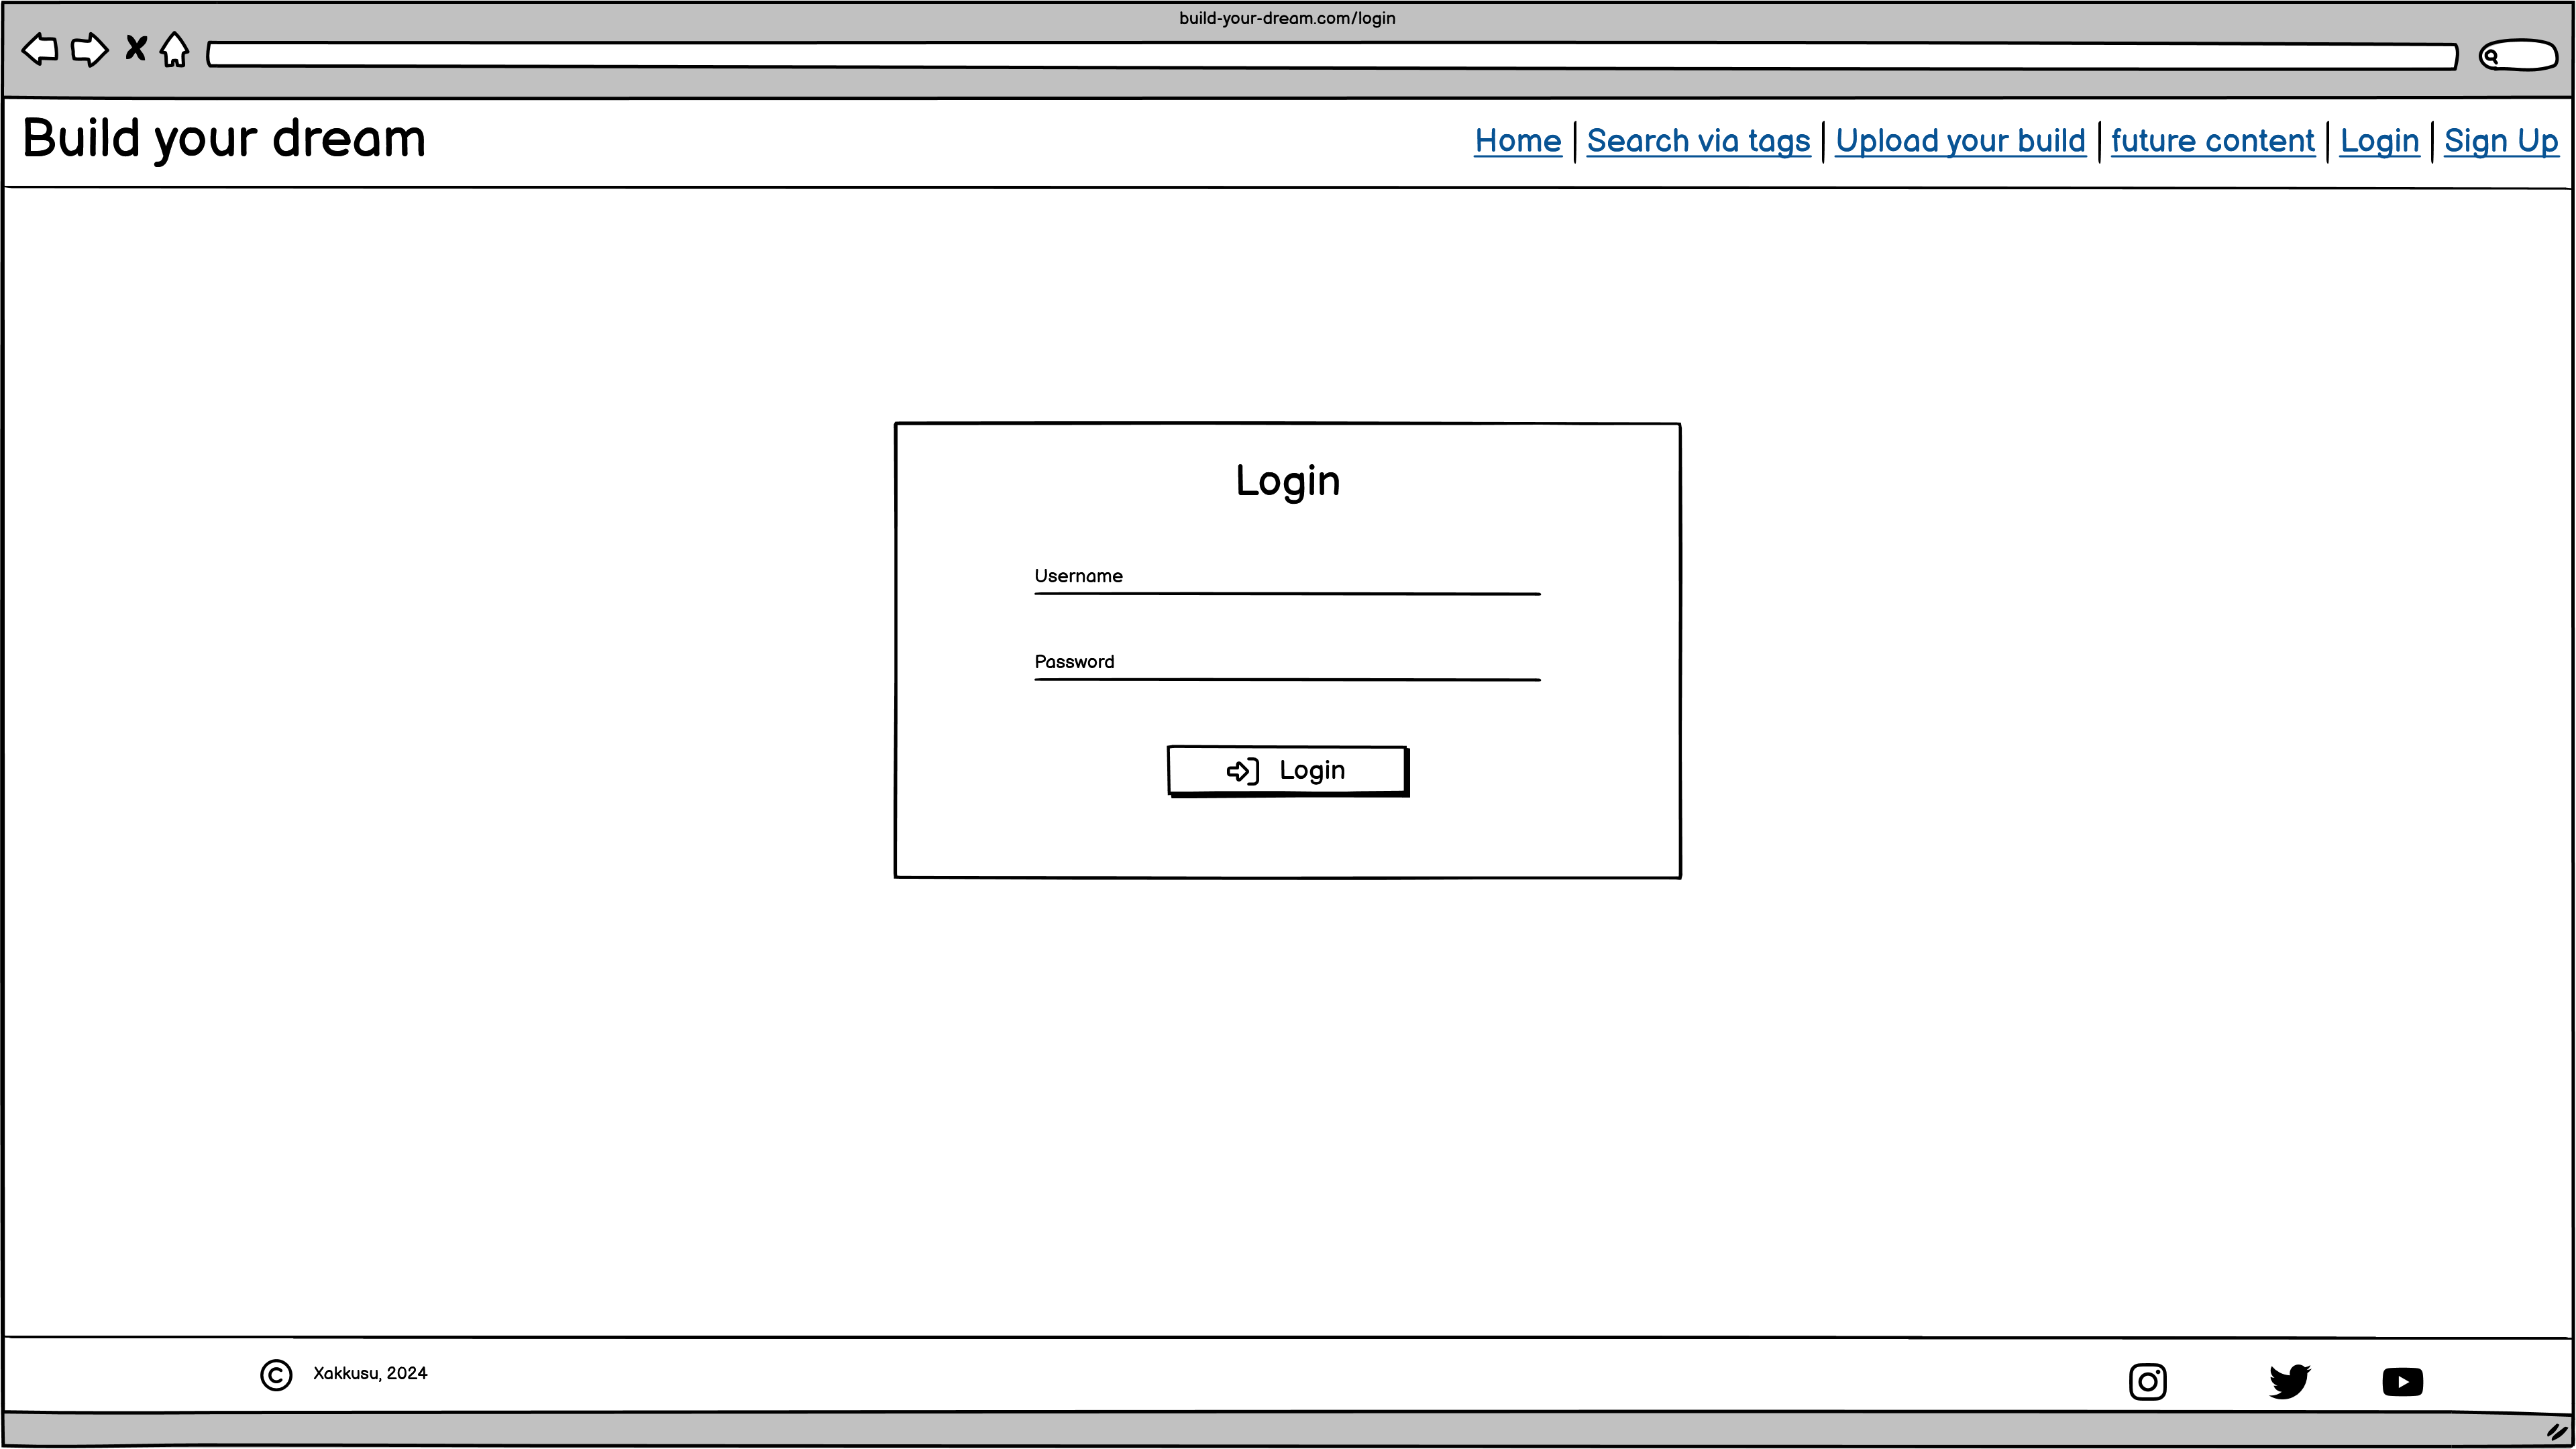 build-your-dream.com/login
Build your dream
Home | Search via tags | Upload your build | future content | Login | Sign Up
Login
Username
Password
Login
© Xakkusu, 2024